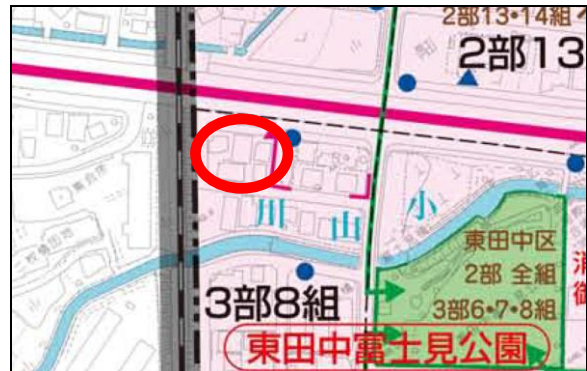 2部13・14組
2部13
小山川
東田中区
2部 全組
3部6・7・8組
3部8組
東田中富士見公園
集会所
消
御